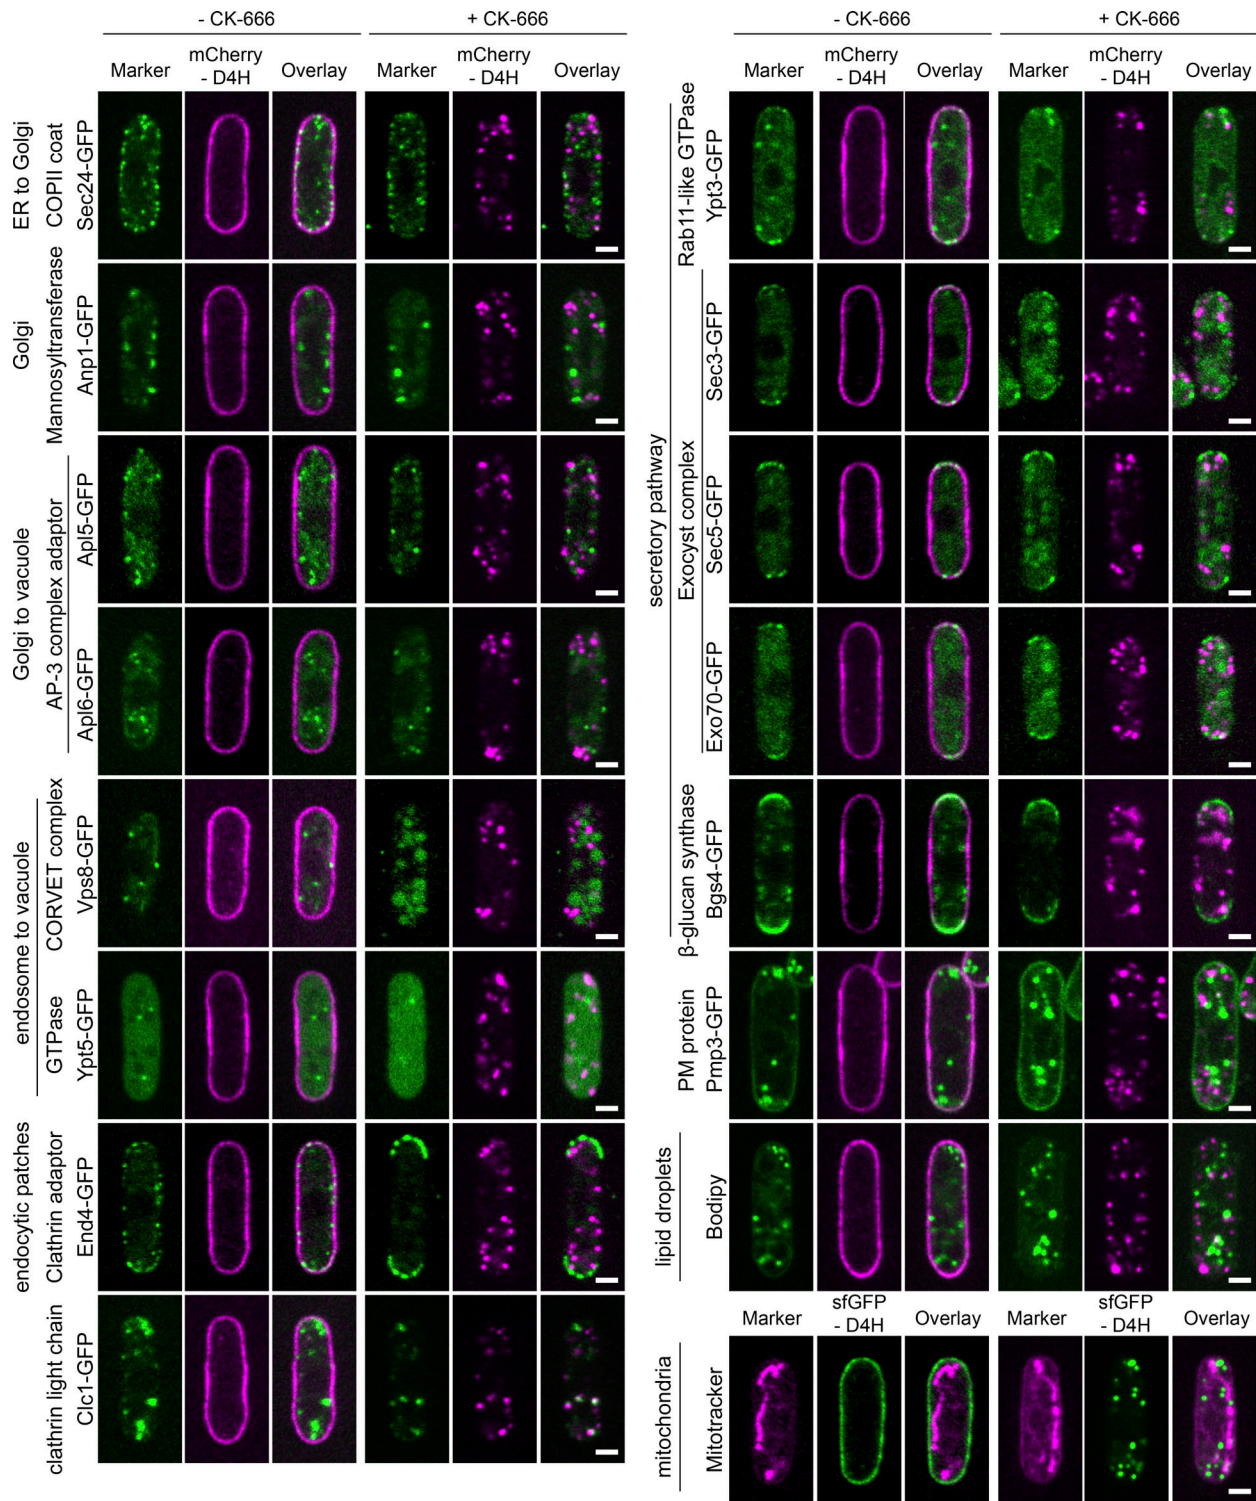 - CK-666
+ CK-666
Marker
mCherry
- D4H
Overlay
Marker
mCherry
- D4H
Overlay
ER to Golgi
COPII coat
Sec24-GFP
Golgi
Mannosyltransferase
Anp1-GFP
Golgi to vacuole
AP-3 complex adaptor
Apl5-GFP
Apl6-GFP
endosome to vacuole
CORVET complex
Vps8-GFP
GTPase
Ypt5-GFP
endocytic patches
Clathrin adaptor
End4-GFP
clathrin light chain
Clc1-GFP
- CK-666
+ CK-666
Marker
mCherry
- D4H
Overlay
Marker
mCherry
- D4H
Overlay
secretory pathway
Rab11-like GTPase
Ypt3-GFP
Exocyst complex
Sec3-GFP
Sec5-GFP
Exo70-GFP
β-glucan synthase
Bgs4-GFP
PM protein
Pmp3-GFP
lipid droplets
Bodipy
Marker
sfGFP
- D4H
Overlay
Marker
sfGFP
- D4H
Overlay
mitochondria
Mitotracker